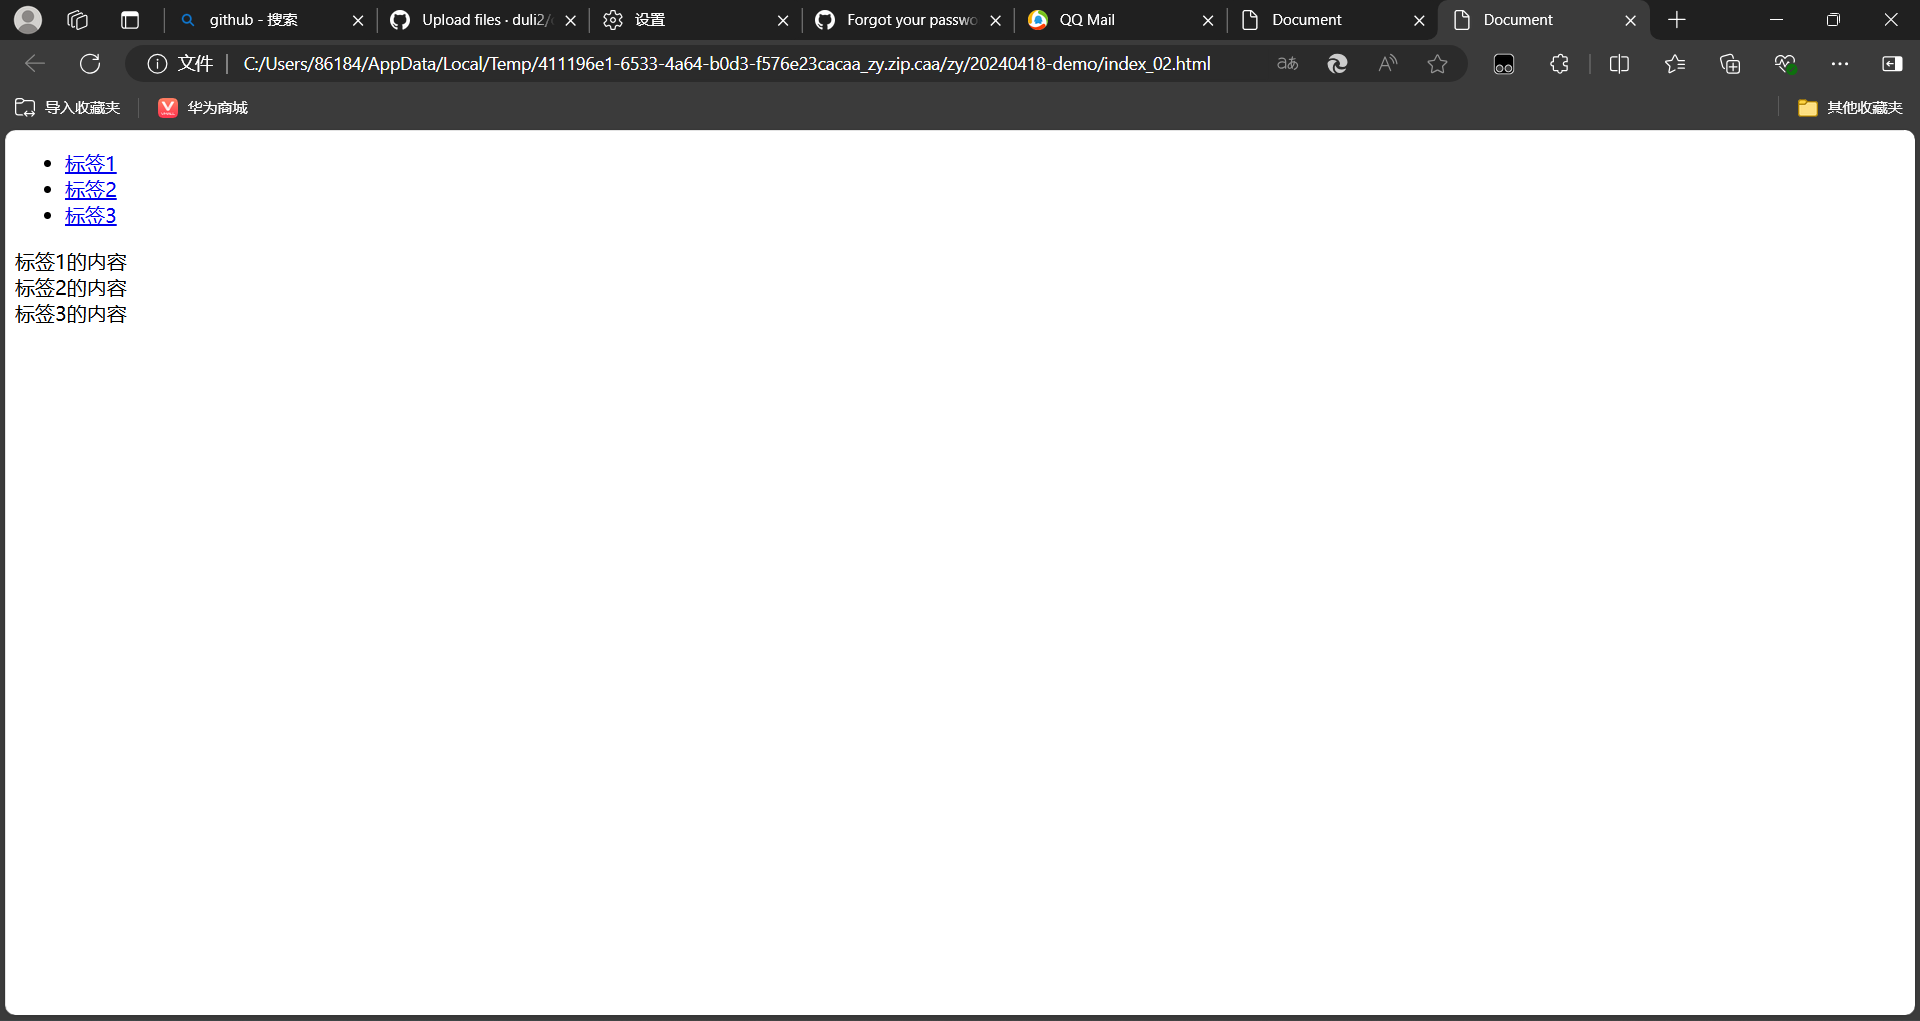 github - 搜索
Upload files · duli2/
设置
Forgot your passwo
QQ Mail
Document
Document
文件
C:/Users/86184/AppData/Local/Temp/411196e1-6533-4a64-b0d3-f576e23cacaa_zy.zip.caa/zy/20240418-demo/index_02.html
aあ
导入收藏夹
华为商城
其他收藏夹
标签1
标签2
标签3
标签1的内容
标签2的内容
标签3的内容